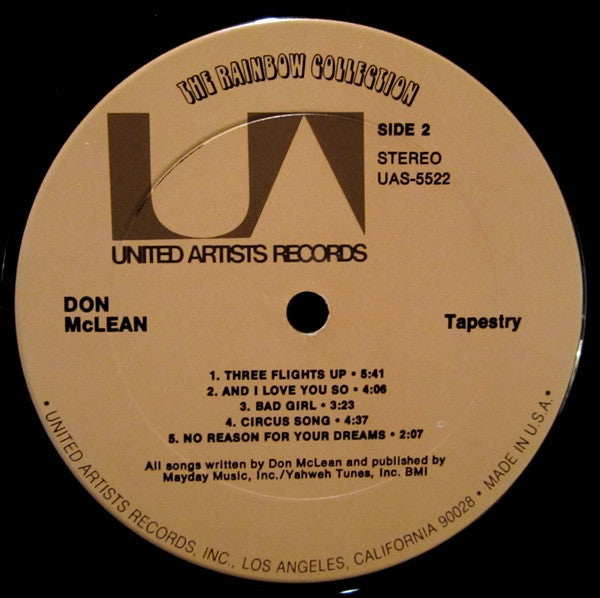 THE RAINBOW COLLECTION
UA
SIDE 2
STEREO
UAS-5522
UNITED ARTISTS RECORDS
DON
McLEAN
Tapestry
1. THREE FLIGHTS UP • 5:41
2. AND I LOVE YOU SO • 4:06
3. BAD GIRL • 3:23
4. CIRCUS SONG • 4:37
5. NO REASON FOR YOUR DREAMS • 2:07
All songs written by Don McLean and published by
Mayday Music, Inc./Yahweh Tunes, Inc. BMI
• UNITED ARTISTS RECORDS, INC., LOS ANGELES, CALIFORNIA 90028 • MADE IN U.S.A. •